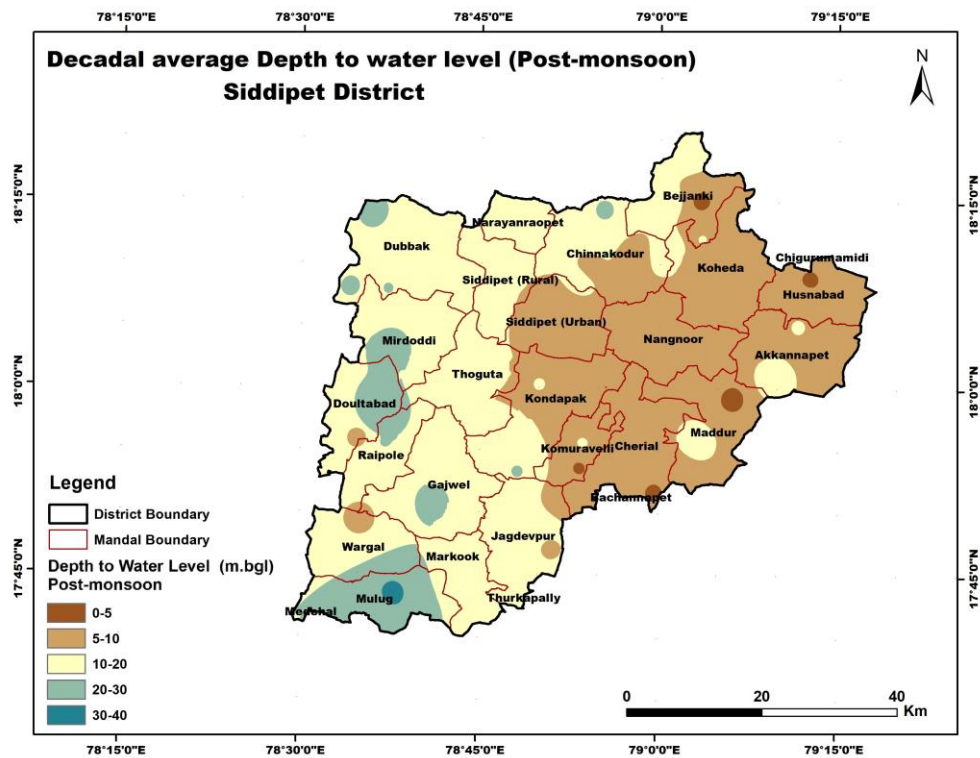 78°15'0"E 78°30'0"E 78°45'0"E 79°0'0"E 79°15'0"E
Decadal average Depth to water level (Post-monsoon)
Siddipet District
N
18°15'0"N
18°15'0"N
Bejjanki
Narayanraopet
Dubbak
Chinnakodur
Chigurumamidi
Koheda
Siddipet (Rural)
Husnabad
Siddipet (Urban)
Mirdoddi
Nangnoor
Akkannapet
Thoguta
18°0'0"N
18°0'0"N
Doultabad
Kondapak
Maddur
Komuravelli
Cherial
Raipole
Gajwel
Bachannapet
Jagdevpur
Wargal
Markook
17°45'0"N
17°45'0"N
Mulug
Thurkapally
Medchal
Legend
District Boundary
Mandal Boundary
Depth to Water Level (m.bgl)
Post-monsoon
0-5
5-10
10-20
20-30
30-40
0 20 40
Km
78°15'0"E 78°30'0"E 78°45'0"E 79°0'0"E 79°15'0"E